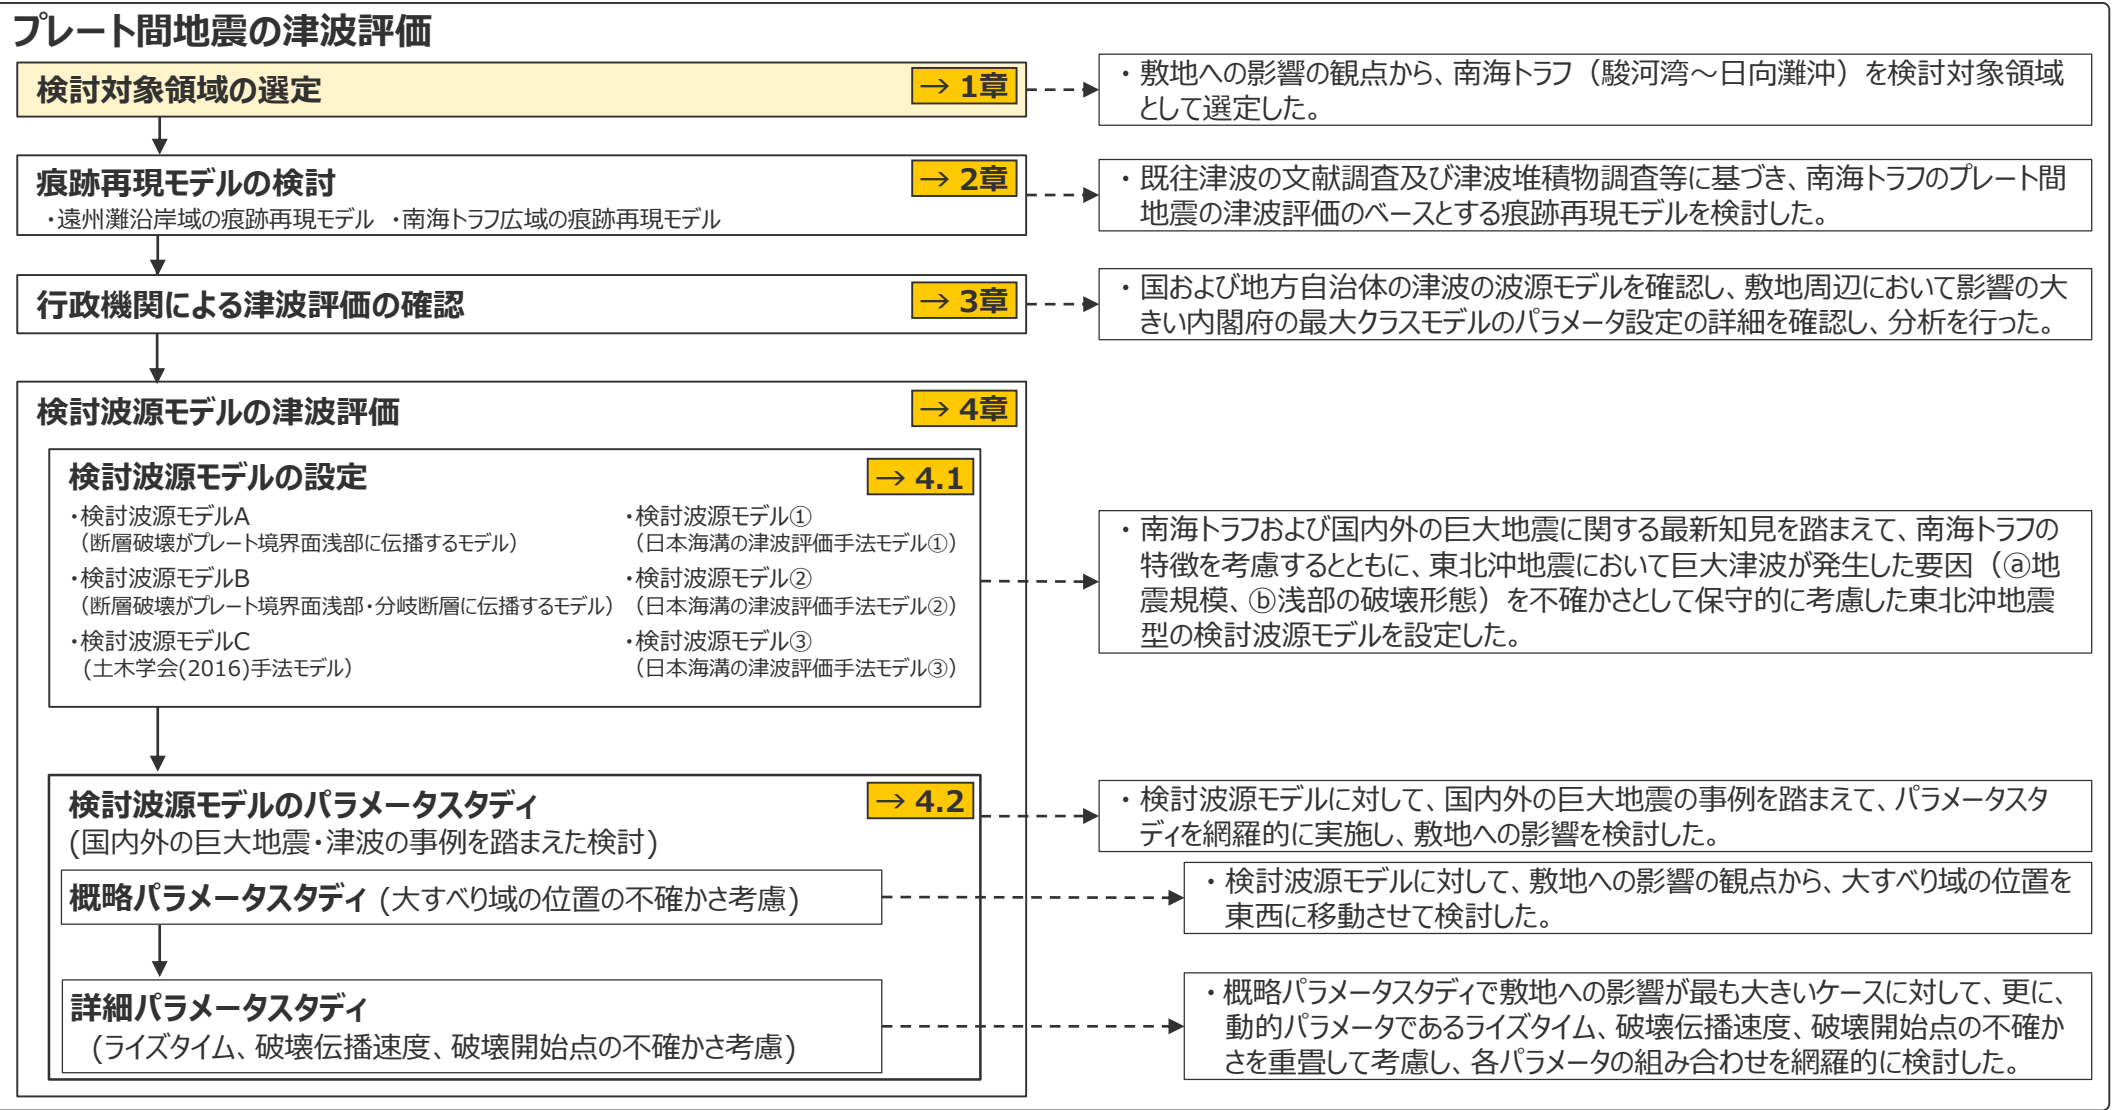 プレート間地震の津波評価
検討対象領域の選定
→ 1章
・敷地への影響の観点から、南海トラフ（駿河湾～日向灘沖）を検討対象領域
として選定した。
痕跡再現モデルの検討
→ 2章
・遠州灘沿岸域の痕跡再現モデル ・南海トラフ広域の痕跡再現モデル
・既往津波の文献調査及び津波堆積物調査等に基づき、南海トラフのプレート間
地震の津波評価のベースとする痕跡再現モデルを検討した。
行政機関による津波評価の確認
→ 3章
・国および地方自治体の津波の波源モデルを確認し、敷地周辺において影響の大
きい内閣府の最大クラスモデルのパラメータ設定の詳細を確認し、分析を行った。
検討波源モデルの津波評価
→ 4章
検討波源モデルの設定
→ 4.1
・検討波源モデルA
（断層破壊がプレート境界面浅部に伝播するモデル）
・検討波源モデルB
（断層破壊がプレート境界面浅部・分岐断層に伝播するモデル）
・検討波源モデルC
(土木学会(2016)手法モデル）
・検討波源モデル①
（日本海溝の津波評価手法モデル①）
・検討波源モデル②
（日本海溝の津波評価手法モデル②）
・検討波源モデル③
（日本海溝の津波評価手法モデル③）
・南海トラフおよび国内外の巨大地震に関する最新知見を踏まえて、南海トラフの
特徴を考慮するとともに、東北沖地震において巨大津波が発生した要因（ⓐ地
震規模、ⓑ浅部の破壊形態）を不確かさとして保守的に考慮した東北沖地震
型の検討波源モデルを設定した。
検討波源モデルのパラメータスタディ
→ 4.2
(国内外の巨大地震・津波の事例を踏まえた検討)
・検討波源モデルに対して、国内外の巨大地震の事例を踏まえて、パラメータスタ
ディを網羅的に実施し、敷地への影響を検討した。
概略パラメータスタディ (大すべり域の位置の不確かさ考慮)
・検討波源モデルに対して、敷地への影響の観点から、大すべり域の位置を
東西に移動させて検討した。
詳細パラメータスタディ
(ライズタイム、破壊伝播速度、破壊開始点の不確かさ考慮)
・概略パラメータスタディで敷地への影響が最も大きいケースに対して、更に、
動的パラメータであるライズタイム、破壊伝播速度、破壊開始点の不確か
さを重畳して考慮し、各パラメータの組み合わせを網羅的に検討した。